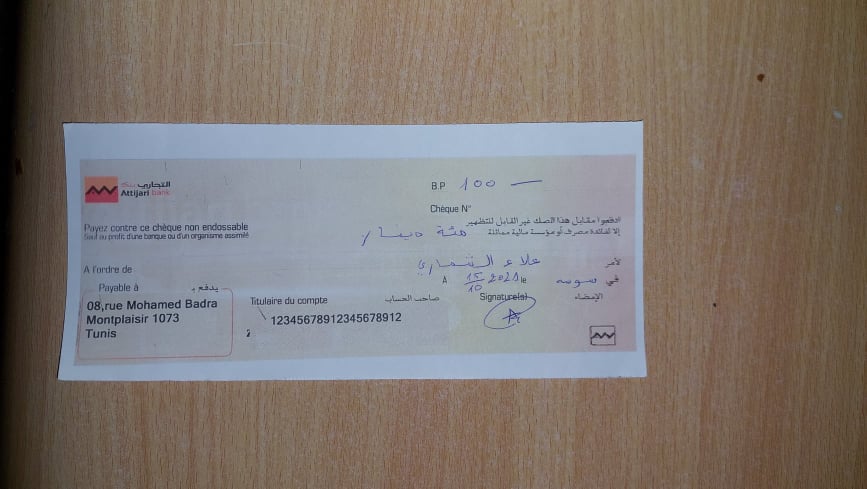 التجاري بنك
Attijari bank
B.P 100 —
Chèque N°
Payez contre ce chèque non endossable
Sauf au profit d'une banque ou d'un organisme assimilé
ادفعوا مقابل هذا الصك غير القابل للتظهير
إلا لفائدة مصرف أو مؤسسة مالية مماثلة
مئة دينار
A l'ordre de علاء الشماري لأمر
A 15/10 2021 le سوسه في
Payable à يدفع بـ
08,rue Mohamed Badra
Montplaisir 1073
Tunis
Titulaire du compte صاحب الحساب
12345678912345678912
Signature(s) الإمضاء